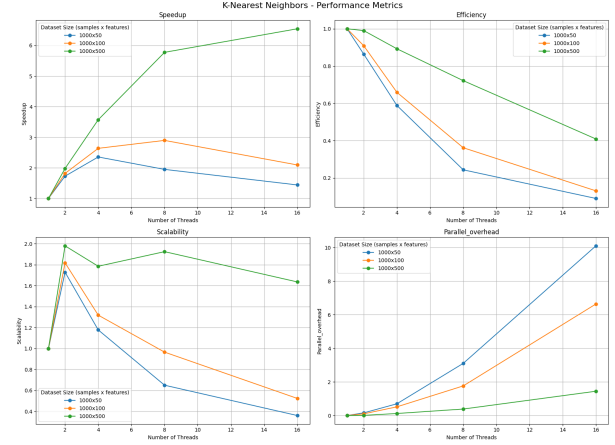 K-Nearest Neighbors - Performance Metrics
Speedup
Dataset Size (samples x features)
1000x50
1000x100
1000x500
6
5
4
3
2
1
Speedup
2
4
6
8
10
12
14
16
Number of Threads
Efficiency
Dataset Size (samples x features)
1000x50
1000x100
1000x500
1.0
0.8
0.6
0.4
0.2
Efficiency
2
4
6
8
10
12
14
16
Number of Threads
Scalability
2.0
1.8
1.6
1.4
1.2
1.0
0.8
0.6
0.4
Scalability
Dataset Size (samples x features)
1000x50
1000x100
1000x500
2
4
6
8
10
12
14
16
Number of Threads
Parallel_overhead
Dataset Size (samples x features)
1000x50
1000x100
1000x500
10
8
6
4
2
0
Parallel_overhead
2
4
6
8
10
12
14
16
Number of Threads